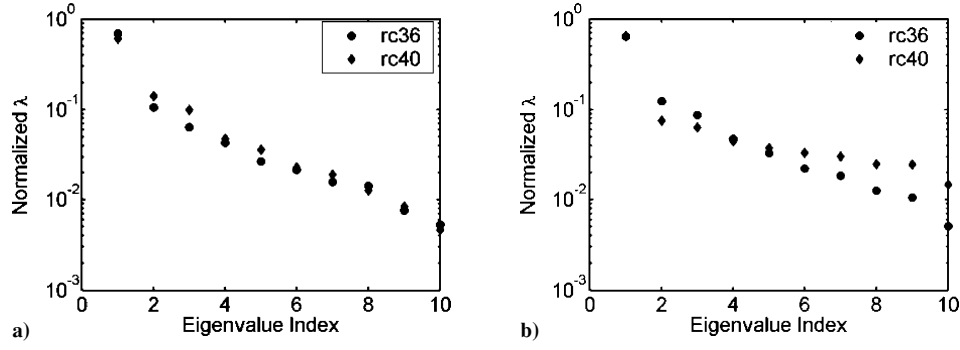 10^0
10^-1
10^-2
10^-3
Normalized λ
0 2 4 6 8 10
Eigenvalue Index
rc36
rc40
a)
10^0
10^-1
10^-2
10^-3
Normalized λ
0 2 4 6 8 10
Eigenvalue Index
rc36
rc40
b)